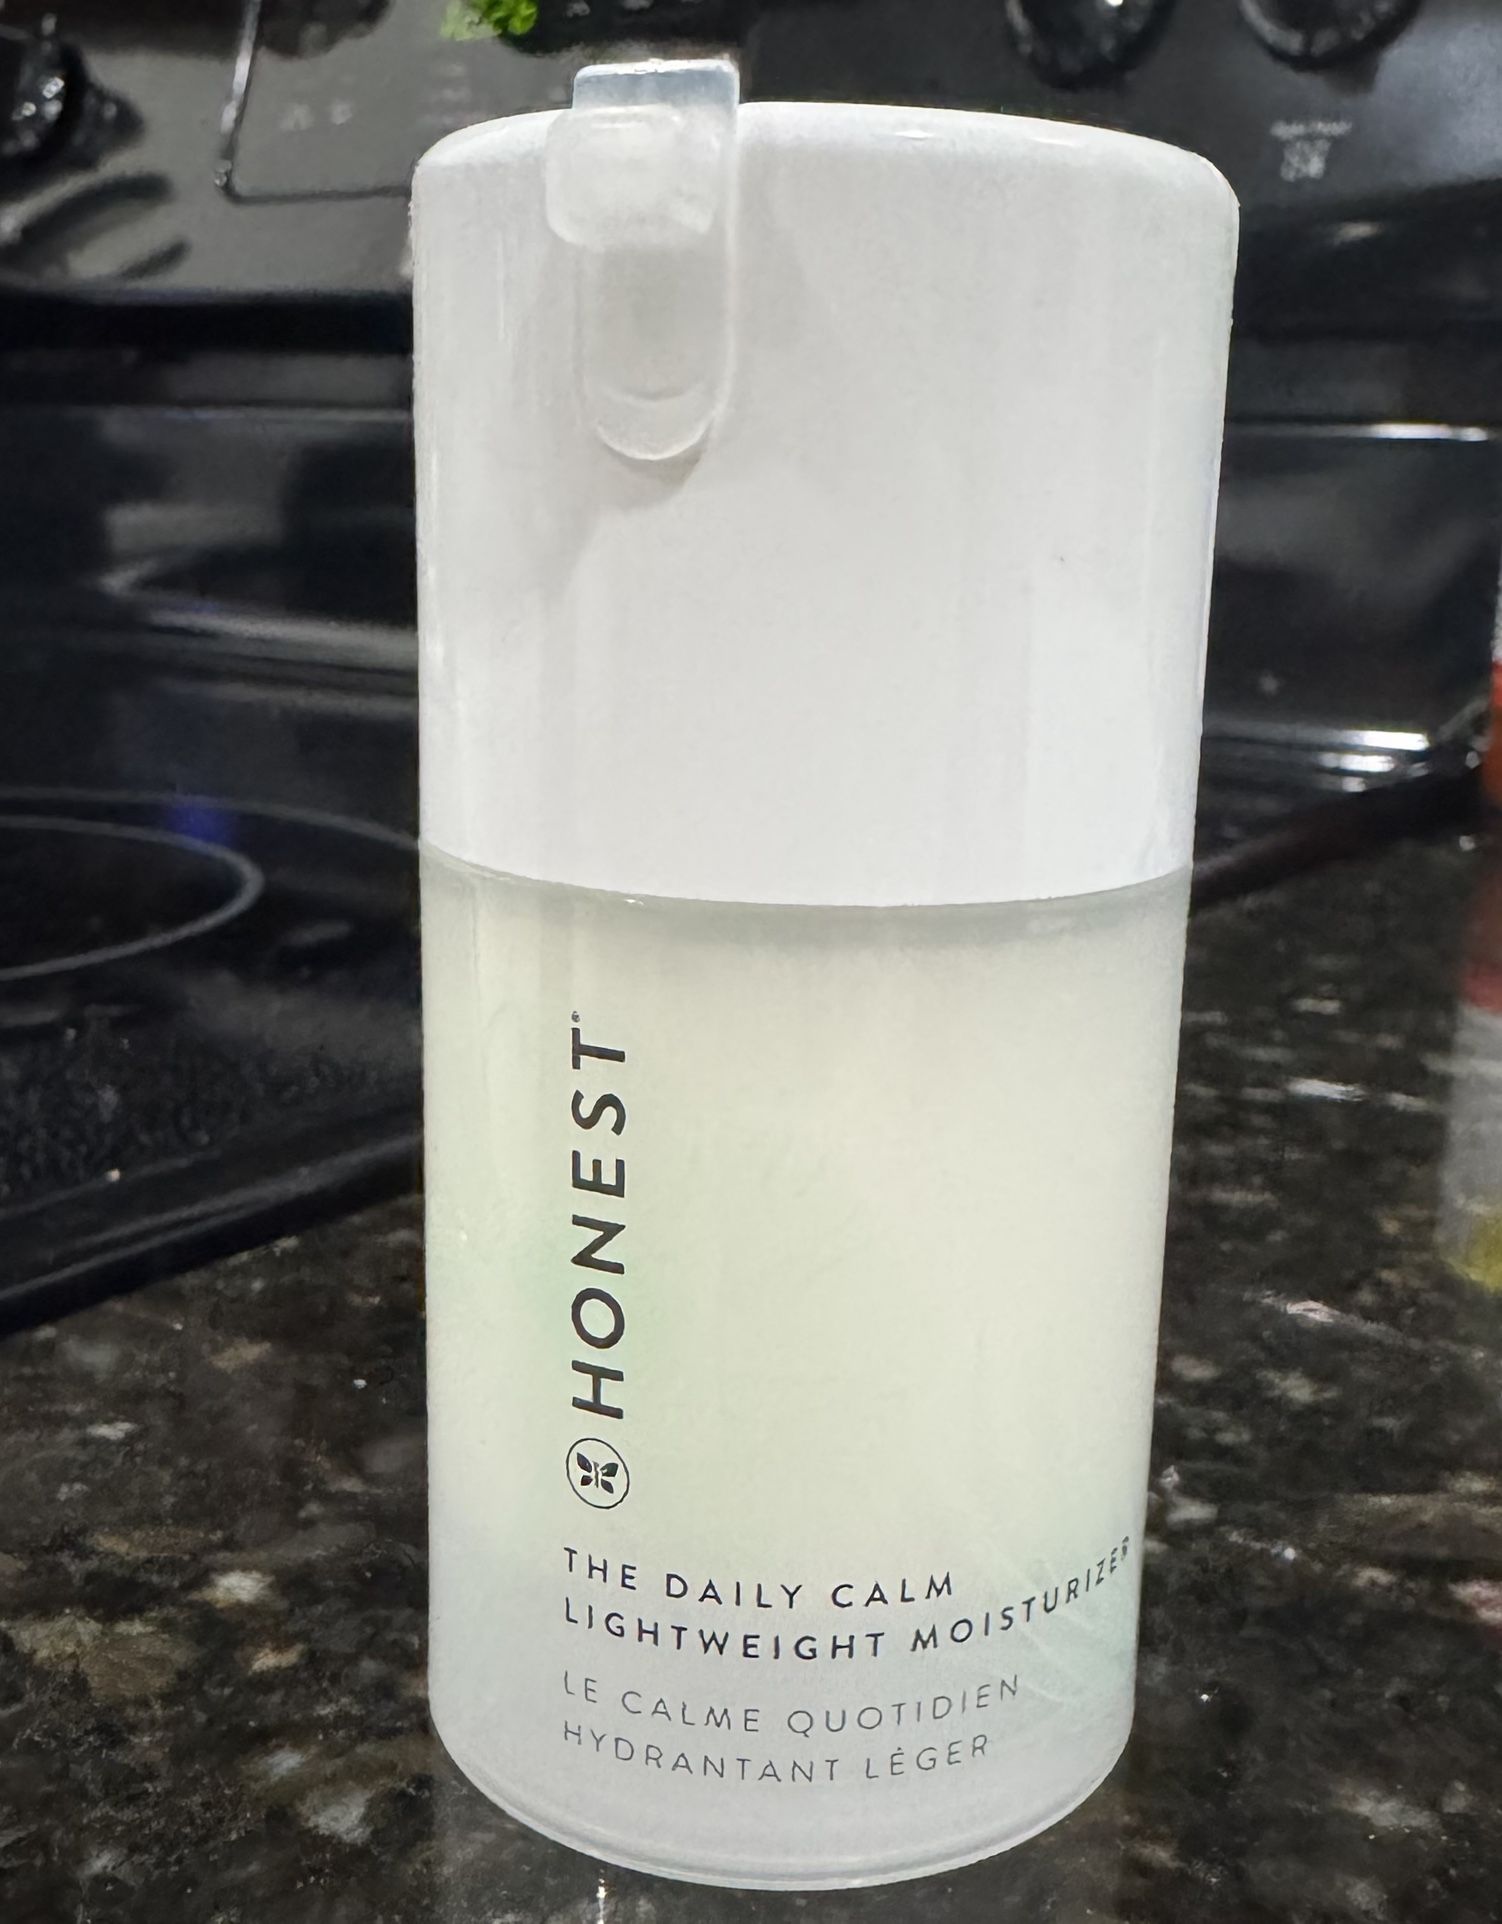 HONEST
THE DAILY CALM
LIGHTWEIGHT MOISTURIZER
LE CALME QUOTIDIEN
HYDRANTANT LÉGER